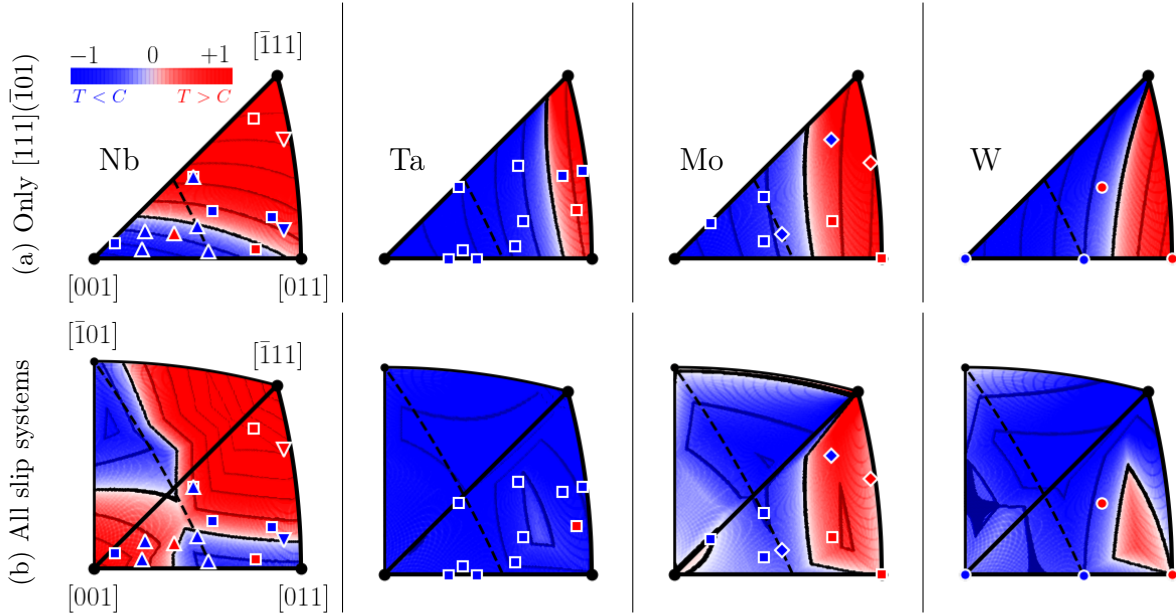 (a) Only [111](1̄01)
−1 0 +1
T < C T > C
[1̄11]
Nb
Ta
Mo
W
[001]
[011]
(b) All slip systems
[1̄01]
[1̄11]
[001]
[011]